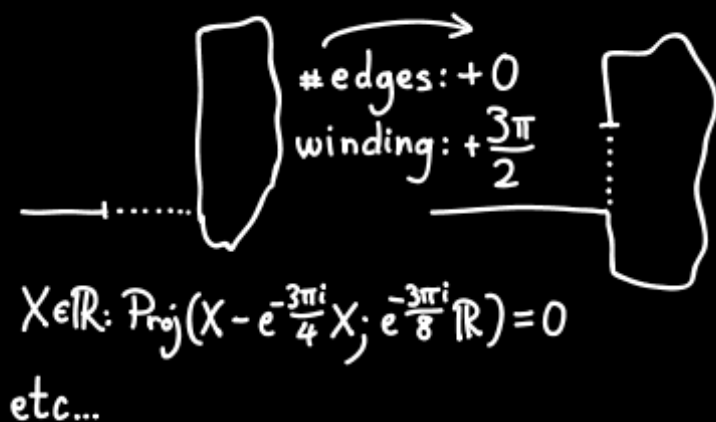 #edges: +0
winding: + 3π/2
X∈ℝ: Proj(X - e^{-3πi/4}X; e^{-3πi/8}ℝ) = 0
etc...